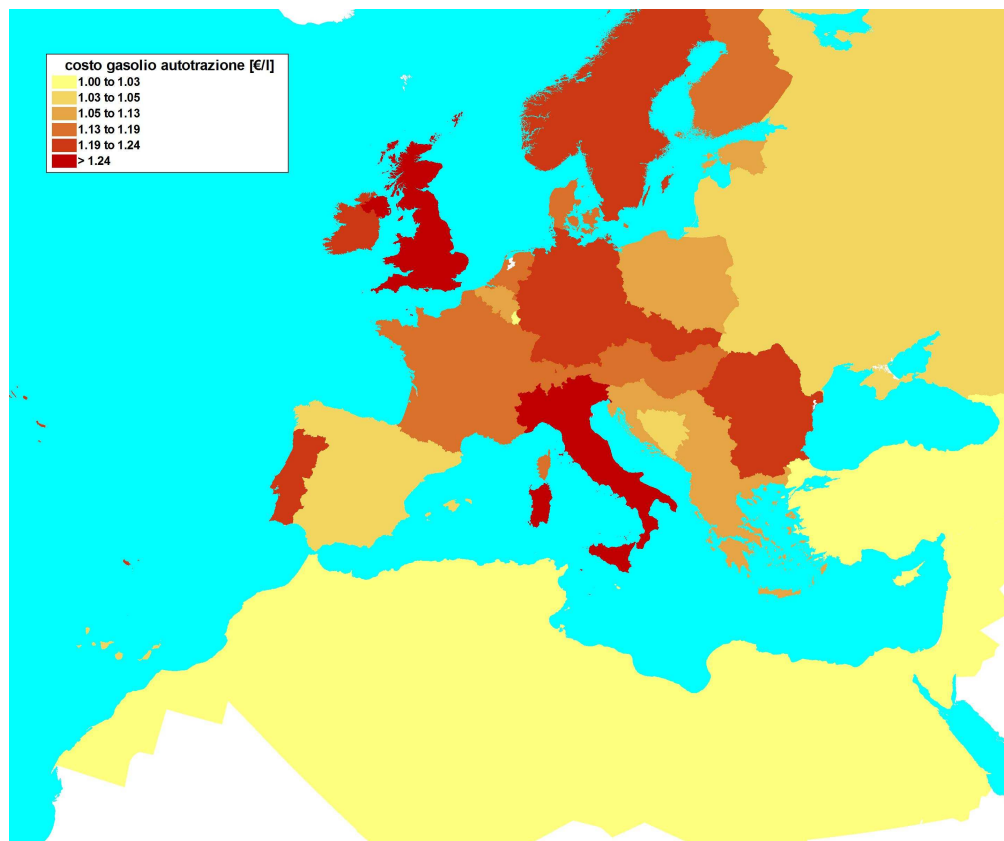 costo gasolio autotrazione [€/l]
1.00 to 1.03
1.03 to 1.05
1.05 to 1.13
1.13 to 1.19
1.19 to 1.24
> 1.24